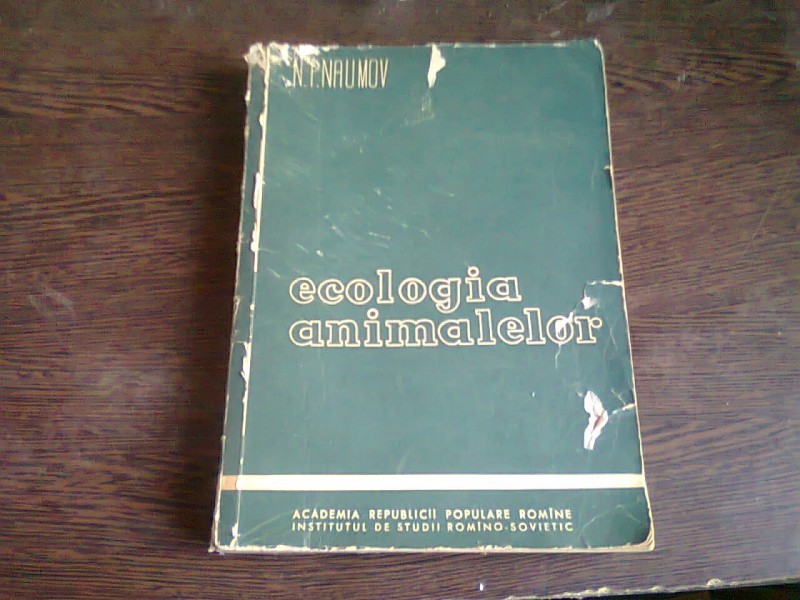 N.P. NAUMOV
ecologia
animalelor
ACADEMIA REPUBLICII POPULARE ROMÎNE
INSTITUTUL DE STUDII ROMÎNO-SOVIETIC